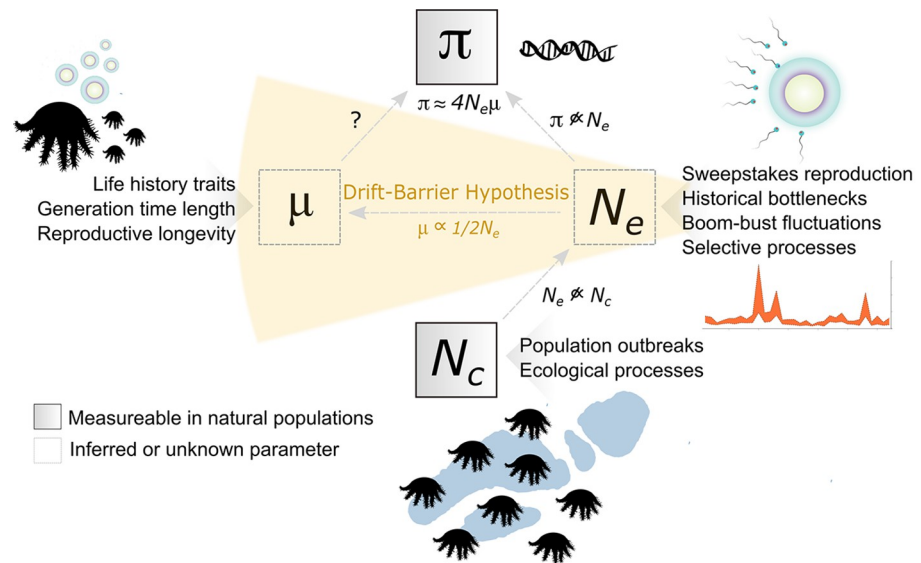 π
π ≈ 4Nₑμ
?
π ∝̸ Nₑ
Life history traits
Generation time length
Reproductive longevity
μ
Drift-Barrier Hypothesis
μ ∝ 1/2Nₑ
Nₑ
Sweepstakes reproduction
Historical bottlenecks
Boom-bust fluctuations
Selective processes
Nₑ ∝̸ N_c
N_c
Population outbreaks
Ecological processes
Measureable in natural populations
Inferred or unknown parameter